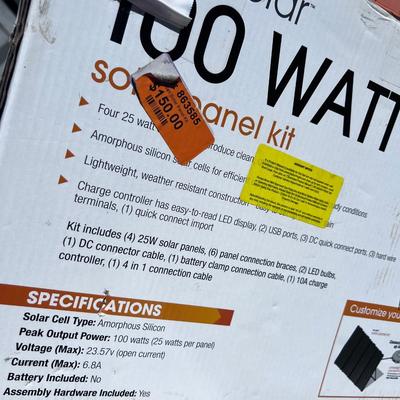 100 WATT
solar panel kit
863585
$150.00
Four 25 watt
Amorphous silicon solar cells for efficient
Lightweight, weather resistant construction
Charge controller has easy-to-read LED display, (2) USB ports, (3) DC quick connect ports, (3) hard wire
terminals, (1) quick connect import
Kit includes (4) 25W solar panels, (6) panel connection braces, (2) LED bulbs,
(1) DC connector cable, (1) battery clamp connection cable, (1) 10A charge
controller, (1) 4 in 1 connection cable
SPECIFICATIONS
Solar Cell Type: Amorphous Silicon
Peak Output Power: 100 watts (25 watts per panel)
Voltage (Max): 23.57v (open current)
Current (Max): 6.8A
Battery Included: No
Assembly Hardware Included: Yes
Customize you